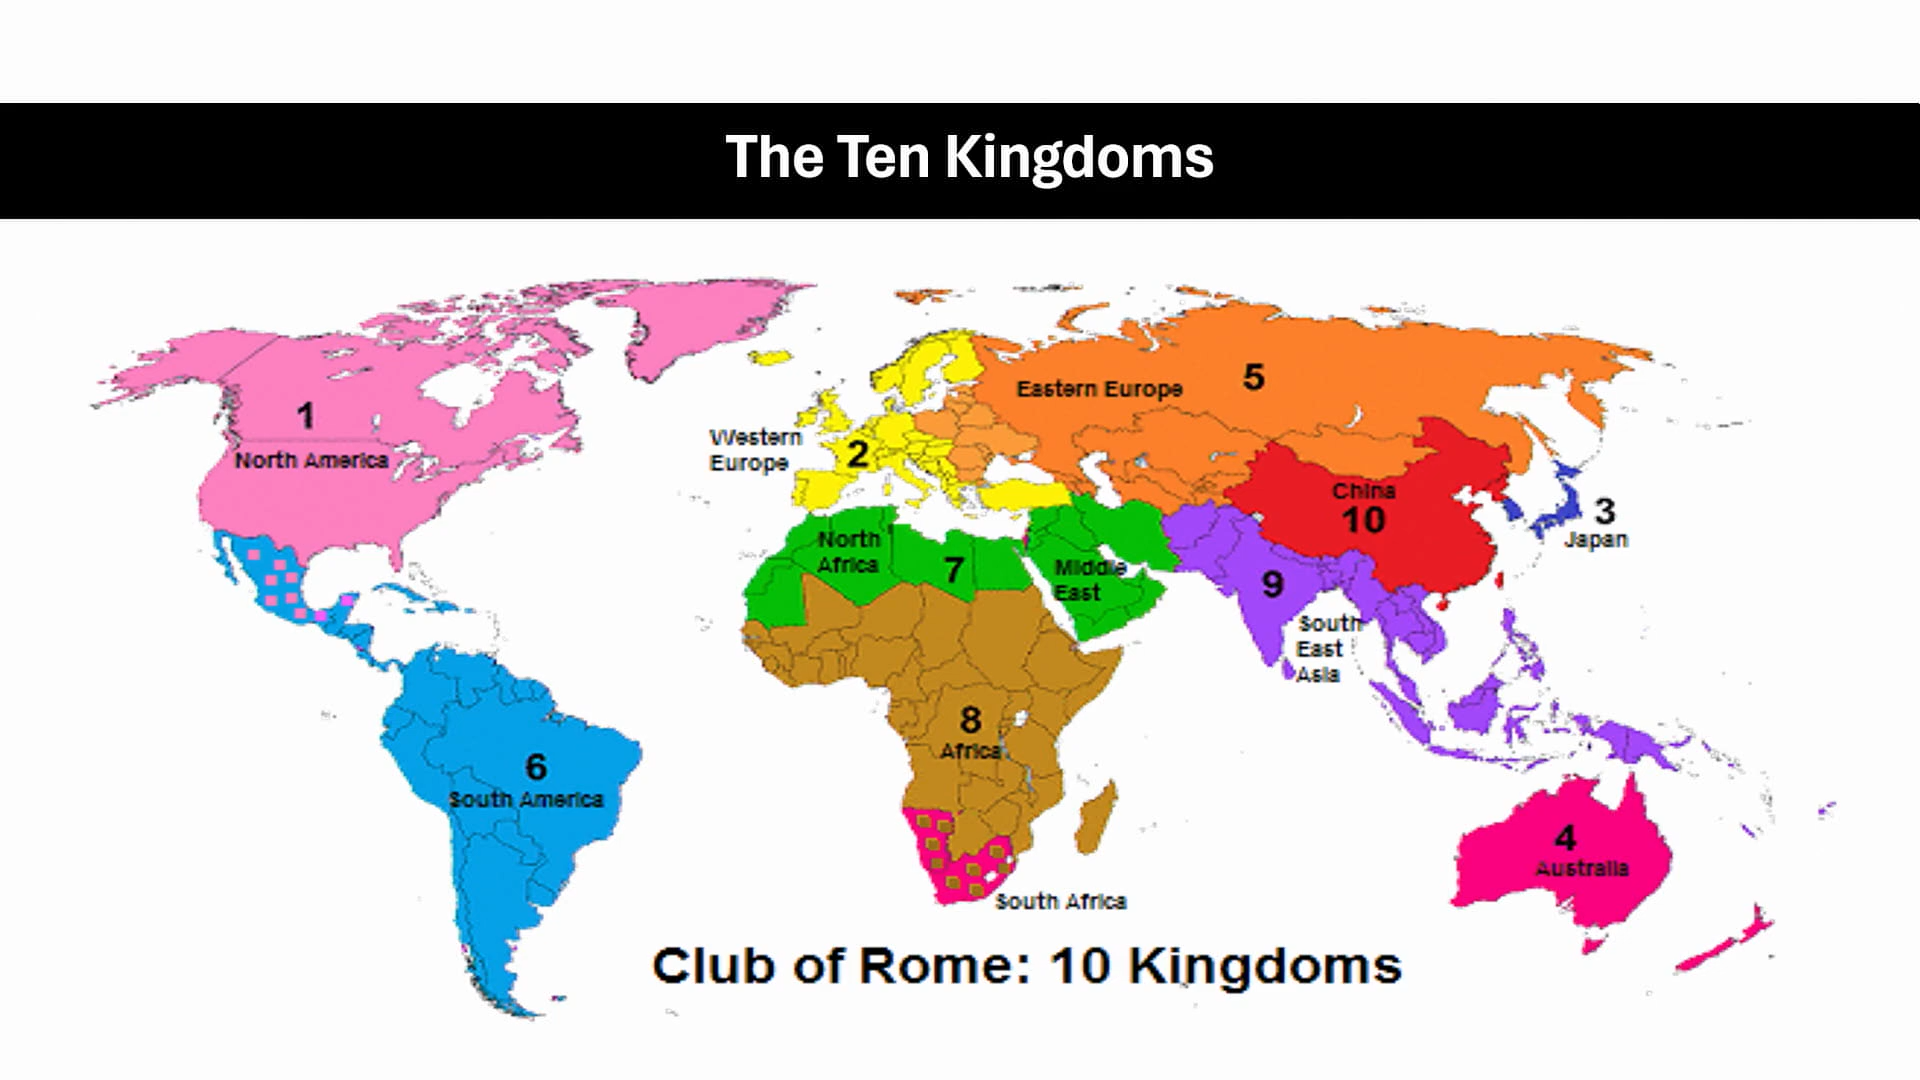 The Ten Kingdoms
1
North America
Western
Europe
2
Eastern Europe
5
China
10
3
Japan
North
Africa
7
Middle
East
9
South
East
Asia
8
Africa
6
South America
4
Australia
South Africa
Club of Rome: 10 Kingdoms